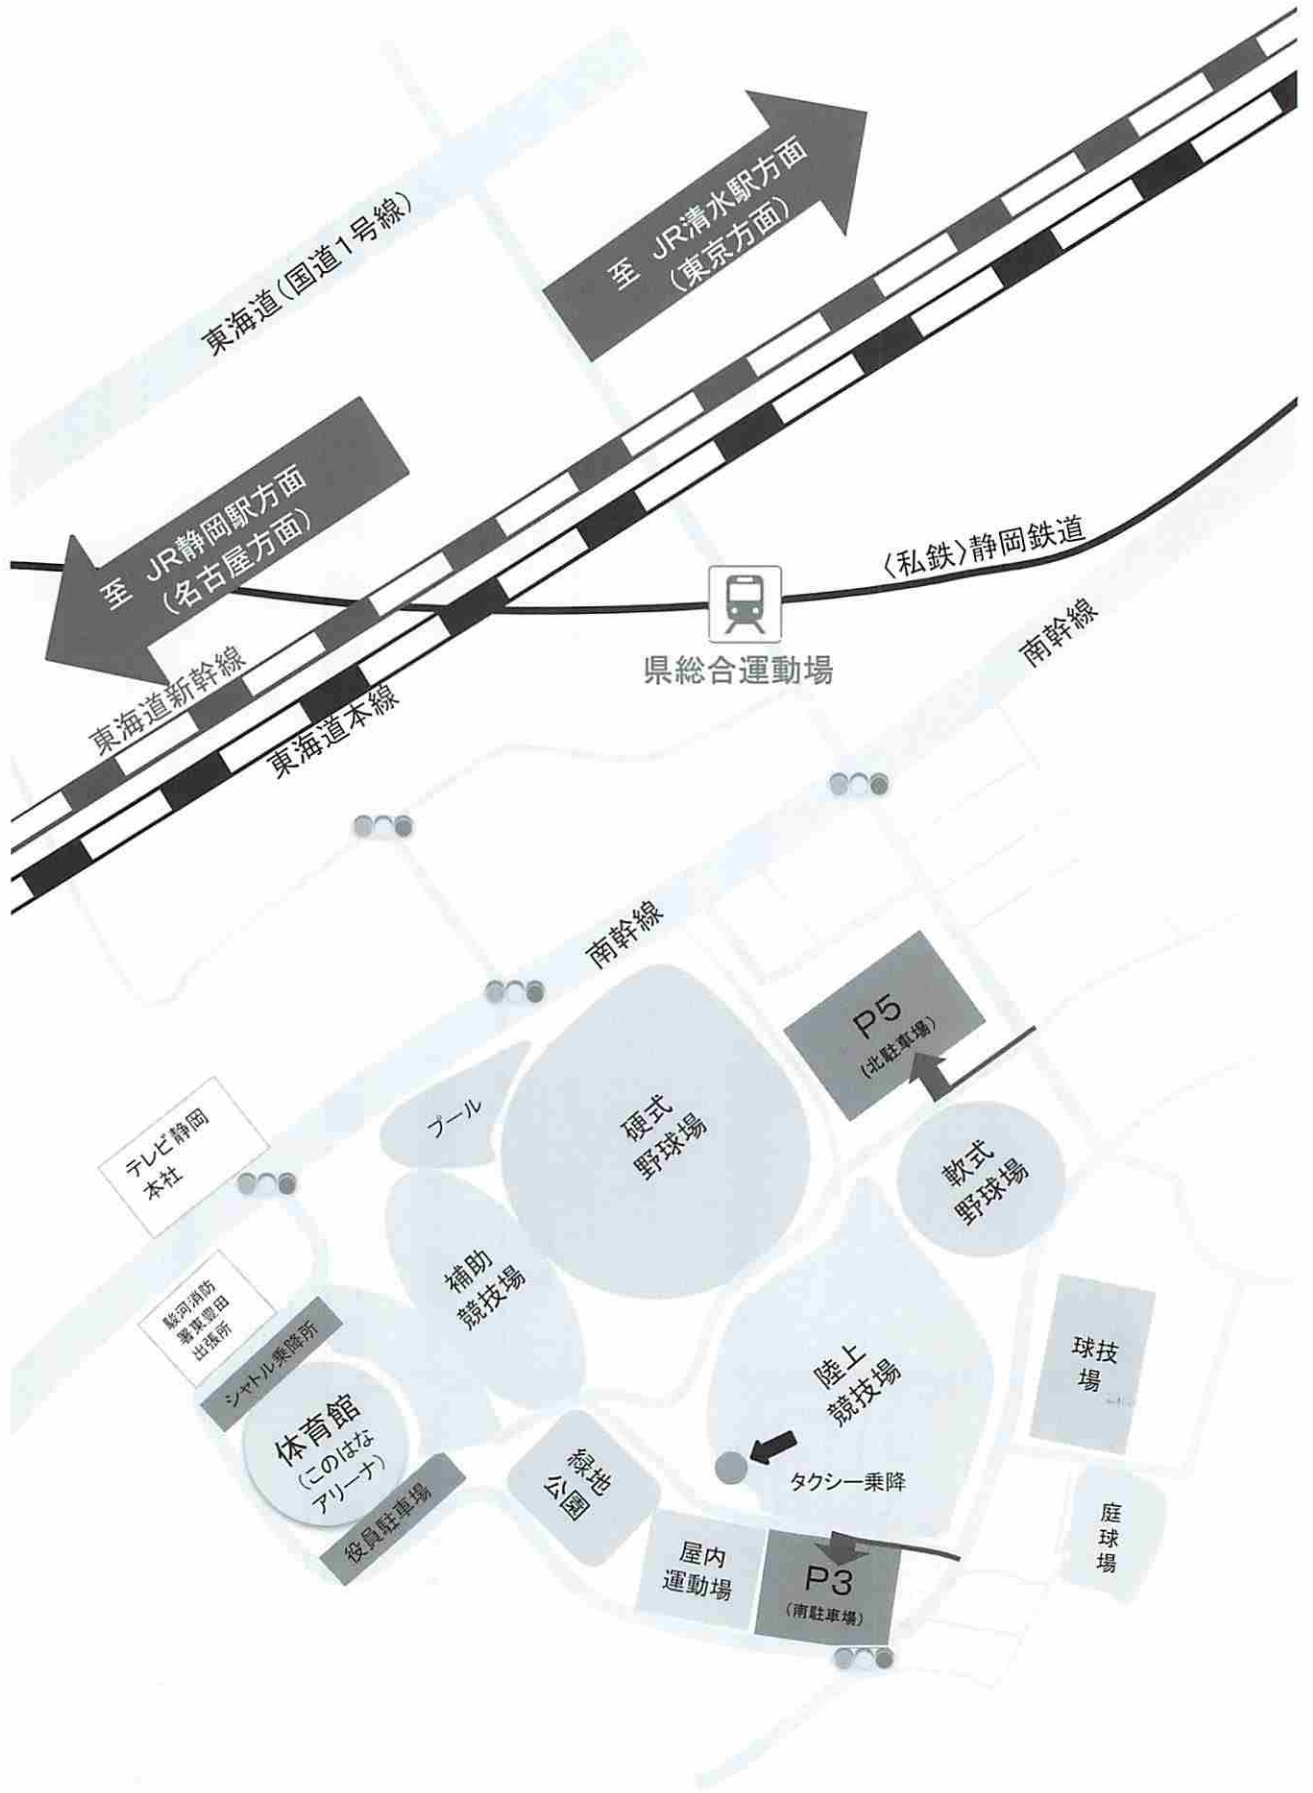 東海道(国道1号線)
至 JR清水駅方面
(東京方面)
至 JR静岡駅方面
(名古屋方面)
〈私鉄〉静岡鉄道
県総合運動場
南幹線
東海道新幹線
東海道本線
南幹線
P5
(北駐車場)
プール
硬式
野球場
軟式
野球場
テレビ静岡
本社
補助
競技場
駿河消防
署東豊田
出張所
シャトル乗降所
体育館
(このはな
アリーナ)
役員駐車場
陸上
競技場
球技
場
緑地
公園
タクシー乗降
庭
球
場
屋内
運動場
P3
(南駐車場)